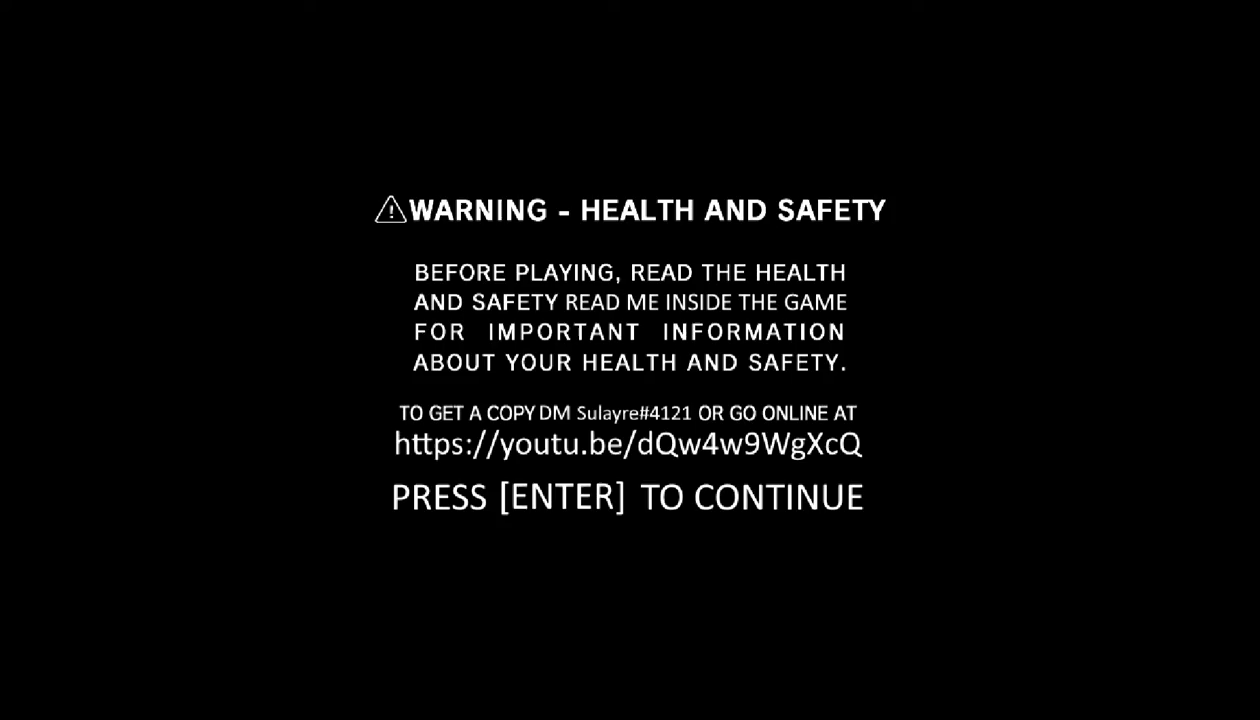 ⚠WARNING - HEALTH AND SAFETY
BEFORE PLAYING, READ THE HEALTH
AND SAFETY READ ME INSIDE THE GAME
FOR IMPORTANT INFORMATION
ABOUT YOUR HEALTH AND SAFETY.
TO GET A COPY DM Sulayre#4121 OR GO ONLINE AT
https://youtu.be/dQw4w9WgXcQ
PRESS [ENTER] TO CONTINUE